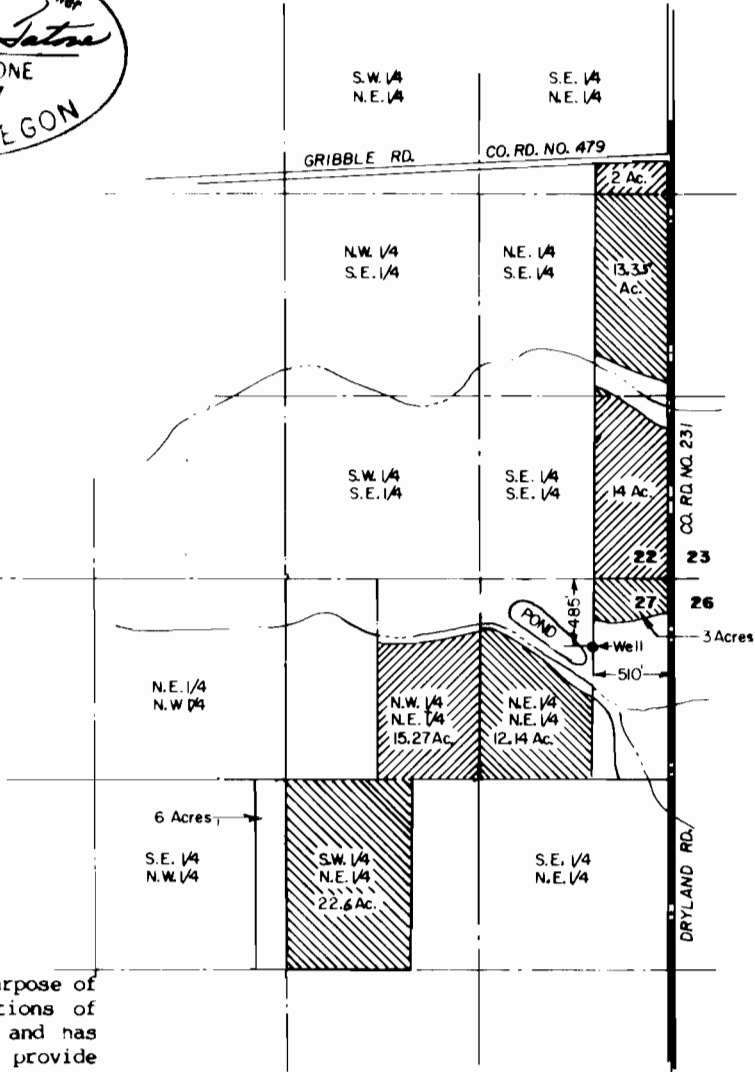 Tatone
ONE
EGON
S.W. 1/4
N.E. 1/4
S.E. 1/4
N.E. 1/4
GRIBBLE RD.
CO. RD. NO. 479
2 Ac.
N.W. 1/4
S.E. 1/4
N.E. 1/4
S.E. 1/4
13.35
Ac.
S.W. 1/4
S.E. 1/4
S.E. 1/4
S.E. 1/4
14 Ac.
CO. RD. NO. 231
22 23
27 26
485'
POND
Well
3 Acres
510'
N.E. 1/4
N.W 1/4
N.W. 1/4
N.E. 1/4
15.27 Ac.
N.E. 1/4
N.E. 1/4
12.14 Ac.
6 Acres
S.E. 1/4
N.W. 1/4
S.W. 1/4
N.E. 1/4
22.6 Ac.
S.E. 1/4
N.E. 1/4
DRYLAND RD.
rpose of
tions of
and has
provide